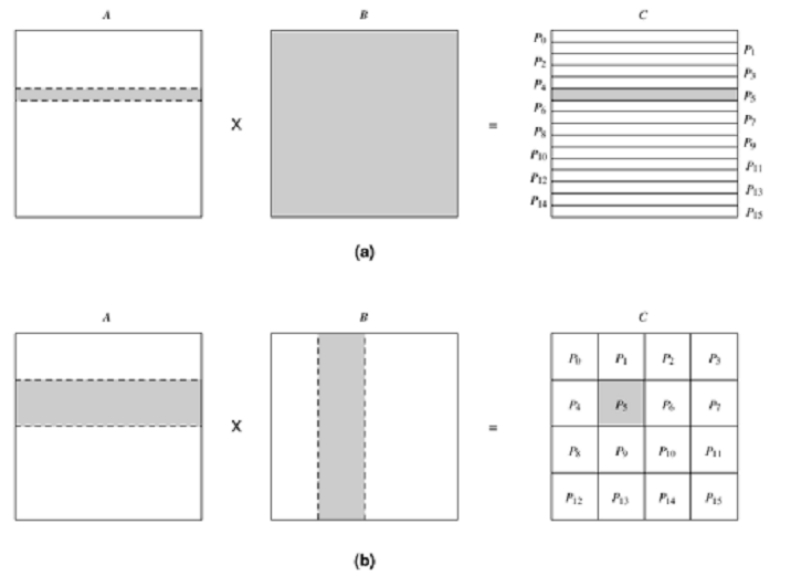 A B C
P0
P1
P2
P3
P4
P5
P6
P7
P8
P9
P10
P11
P12
P13
P14
P15
X =
(a)
A B C
P0 P1 P2 P3
P4 P5 P6 P7
X =
P8 P9 P10 P11
P12 P13 P14 P15
(b)